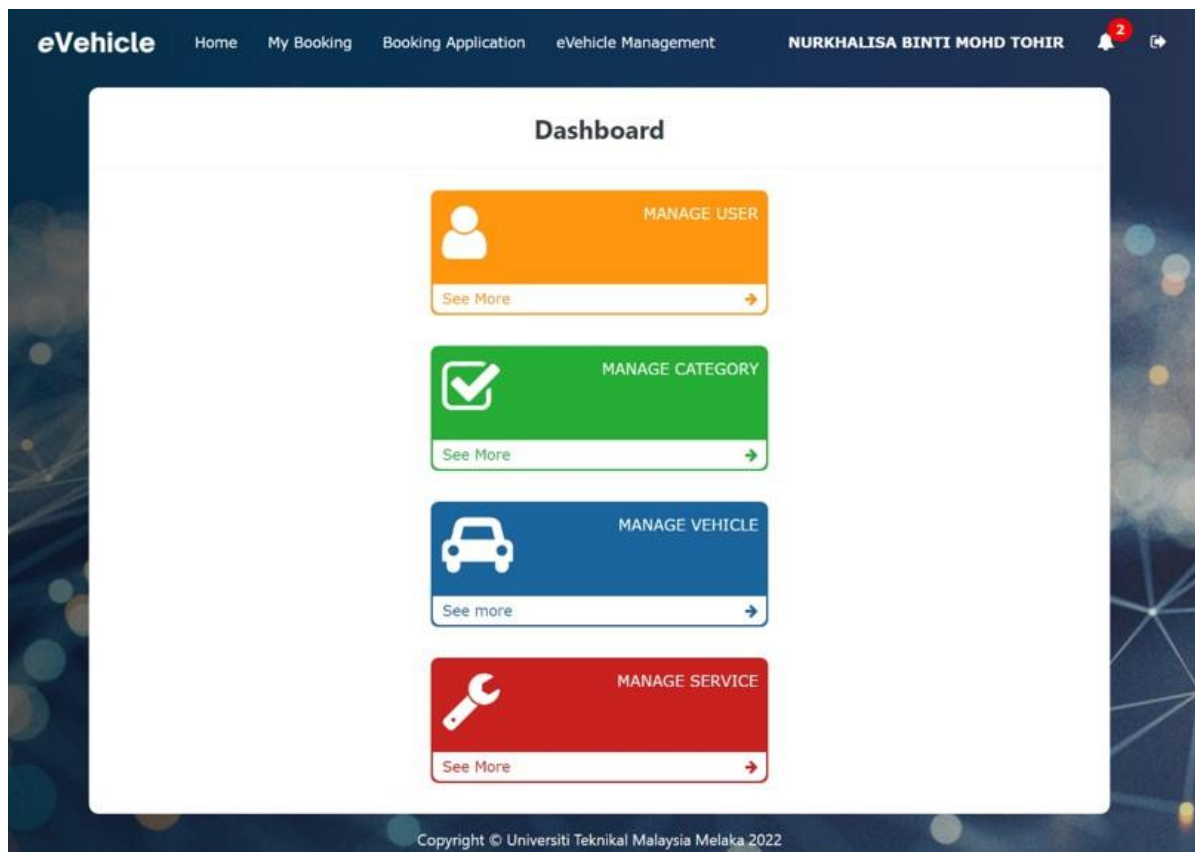 eVehicle Home My Booking Booking Application eVehicle Management NURKHALISA BINTI MOHD TOHIR 2
Dashboard
MANAGE USER
See More
MANAGE CATEGORY
See More
MANAGE VEHICLE
See more
MANAGE SERVICE
See More
Copyright © Universiti Teknikal Malaysia Melaka 2022